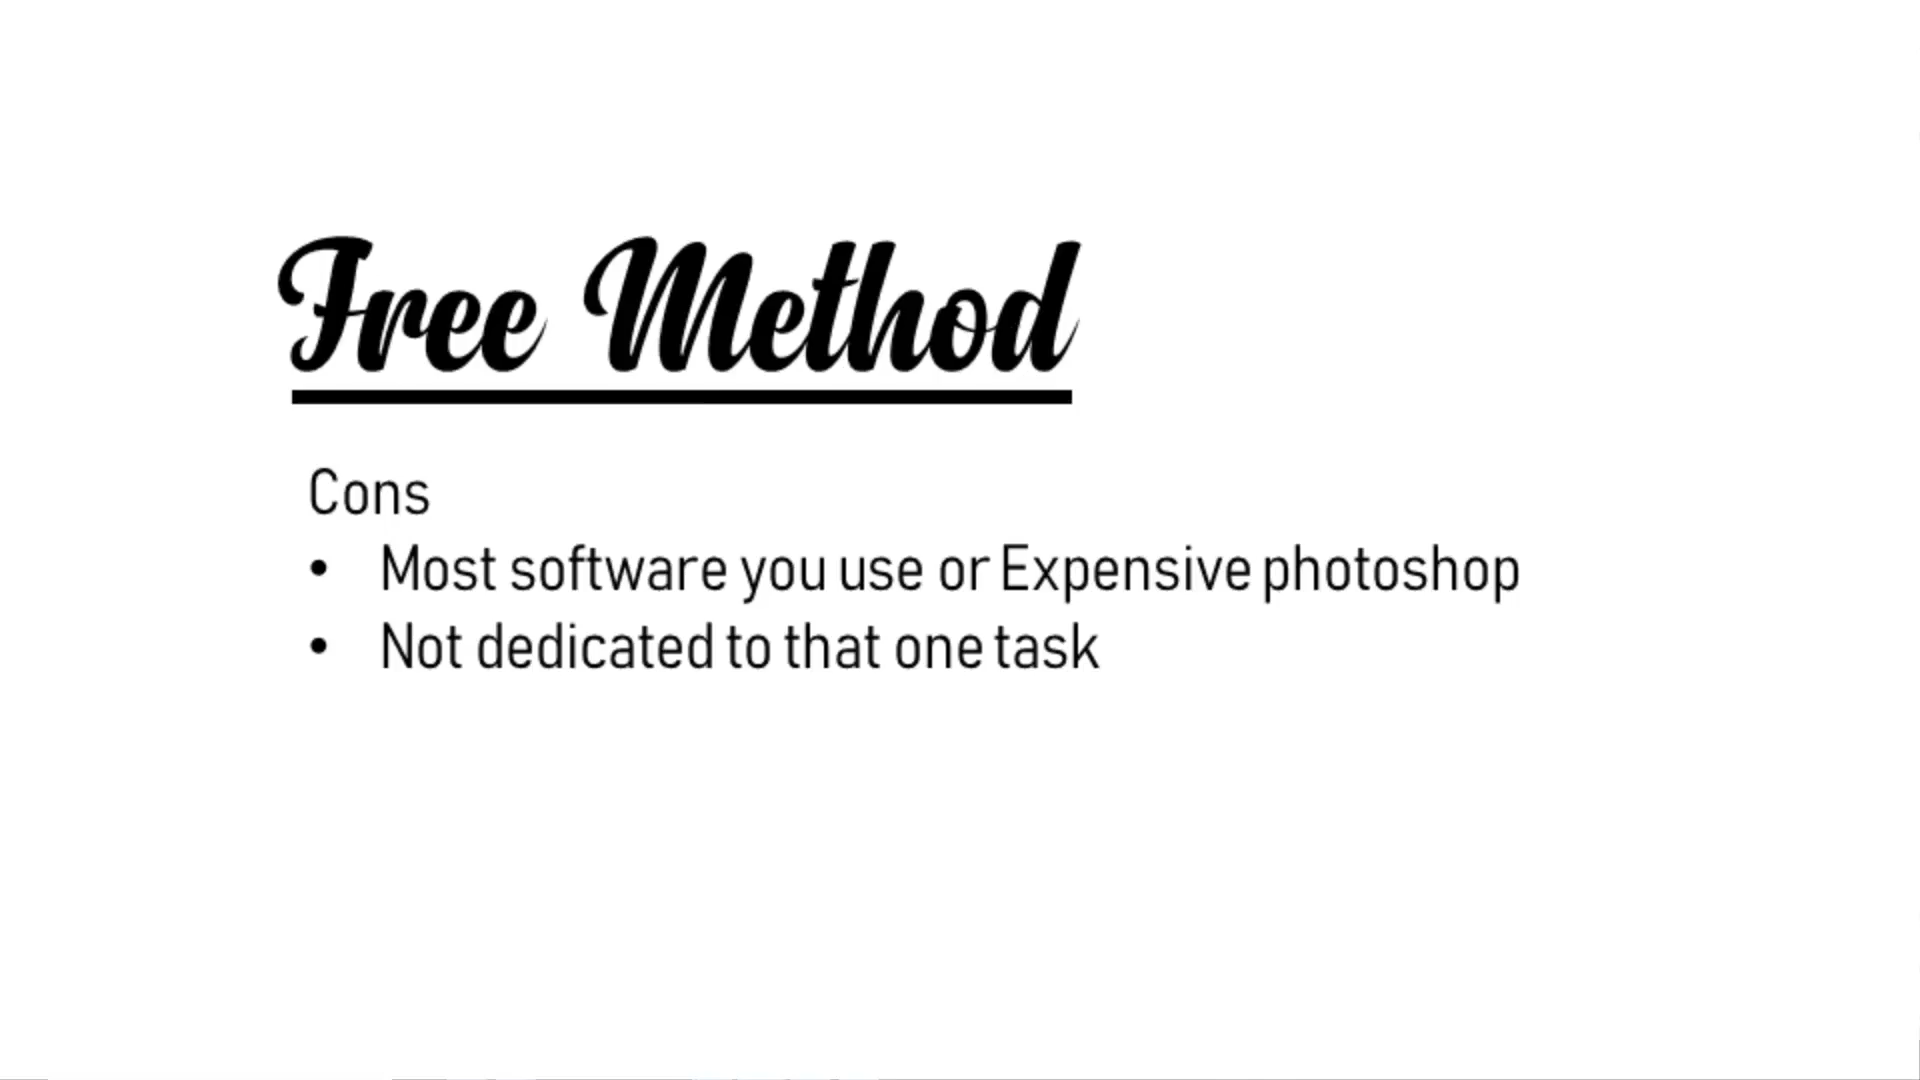 Free Method
Cons
• Most software you use or Expensive photoshop
• Not dedicated to that one task